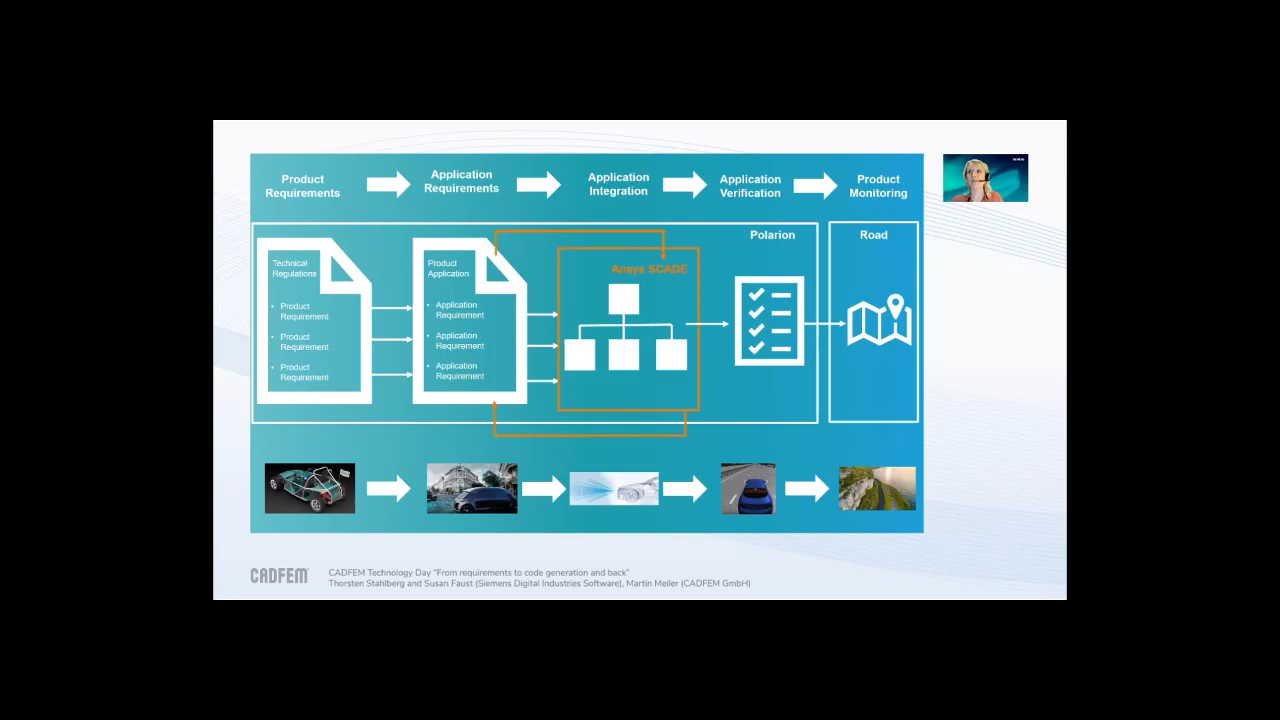 Product
Requirements
Application
Requirements
Application
Integration
Application
Verification
Product
Monitoring
Polarion
Road
Technical
Regulations
• Product
Requirement
• Product
Requirement
• Product
Requirement
Product
Application
• Application
Requirement
• Application
Requirement
• Application
Requirement
Ansys SCADE
SIEMENS
CADFEM
CADFEM Technology Day "From requirements to code generation and back"
Thorsten Stahlberg and Susan Faust (Siemens Digital Industries Software), Martin Meiler (CADFEM GmbH)